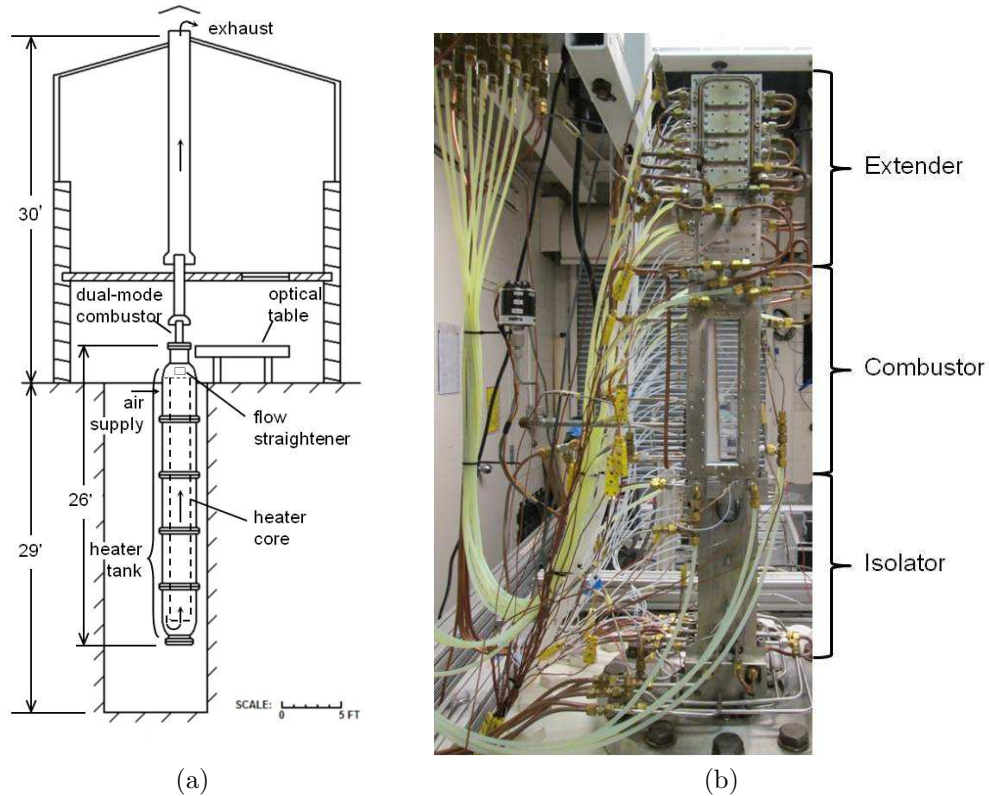 exhaust
30'
dual-mode
combustor
optical
table
air
supply
flow
straightener
26'
29'
heater
core
heater
tank
SCALE:
0
5 FT
(a)
Extender
Combustor
Isolator
(b)